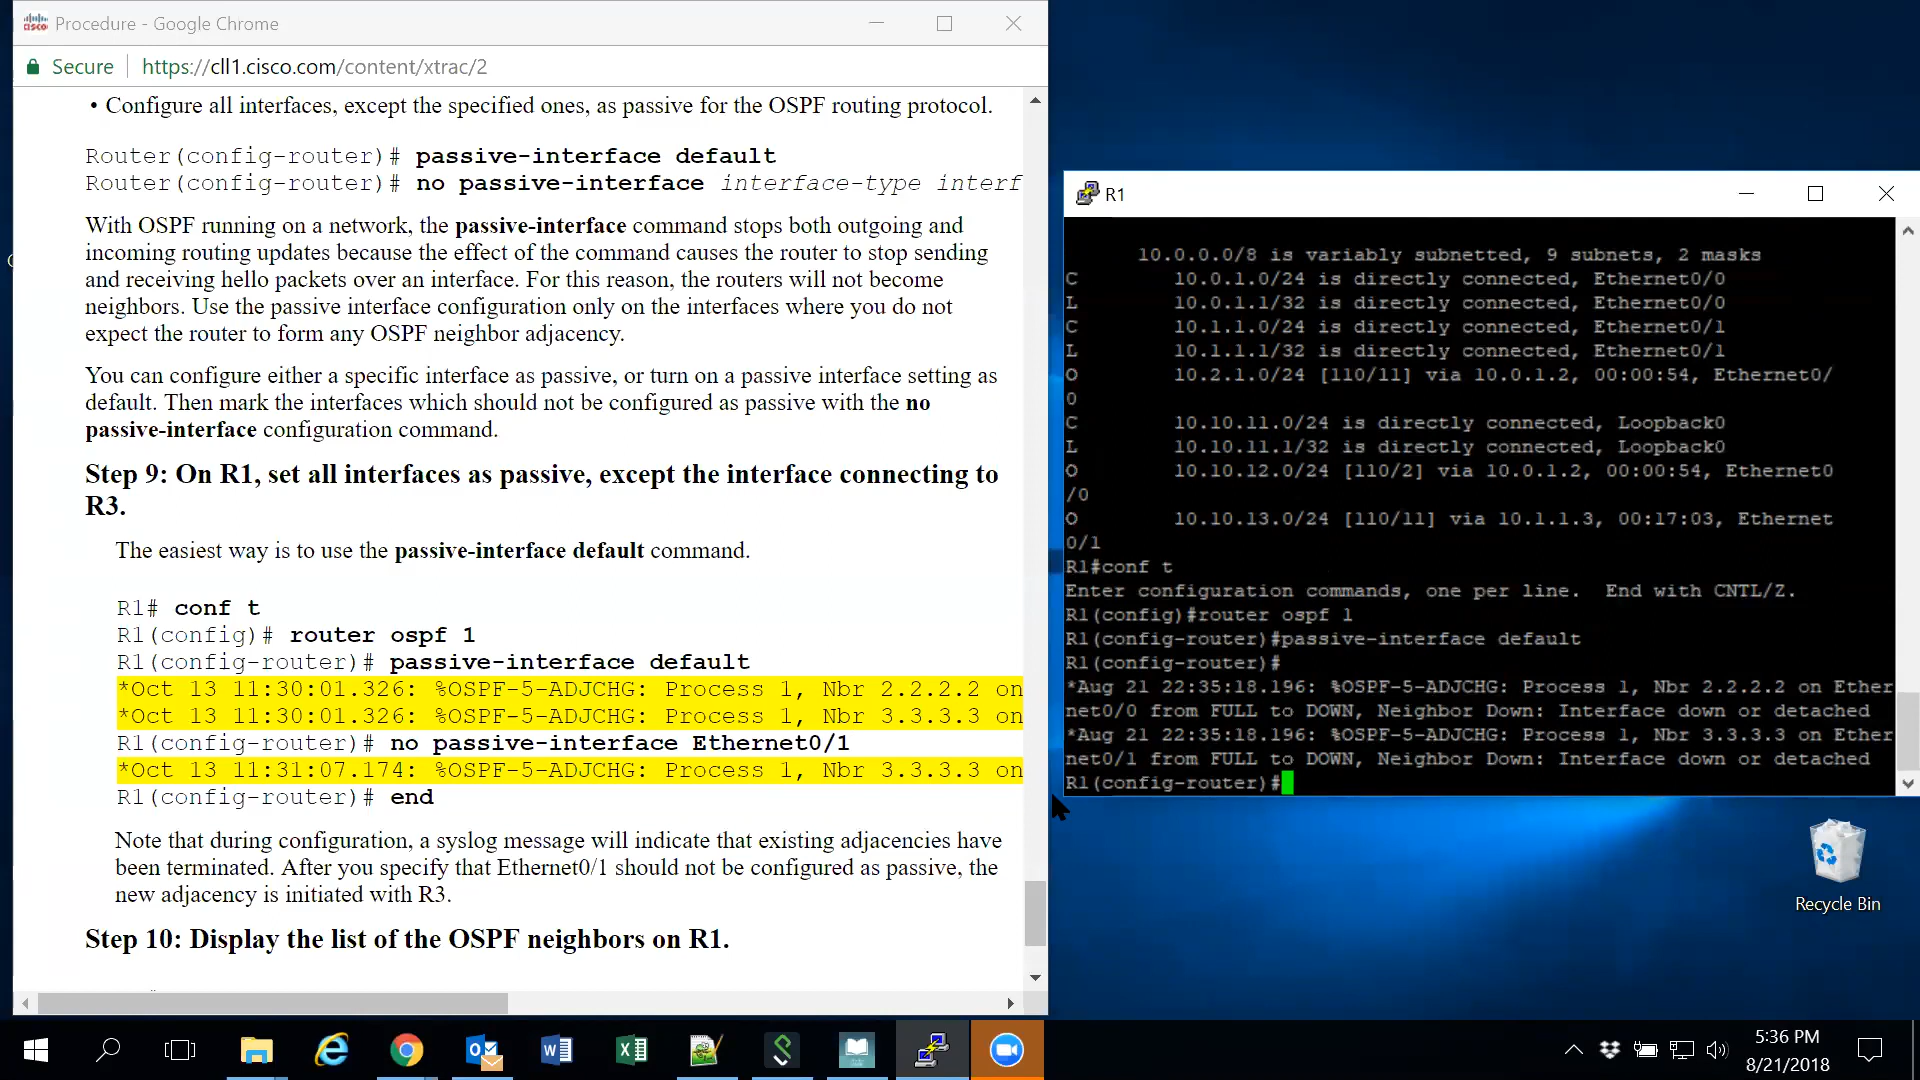 Procedure - Google Chrome
Secure https://cll1.cisco.com/content/xtrac/2
• Configure all interfaces, except the specified ones, as passive for the OSPF routing protocol.
Router(config-router)# passive-interface default
Router(config-router)# no passive-interface interface-type interf
With OSPF running on a network, the passive-interface command stops both outgoing and
incoming routing updates because the effect of the command causes the router to stop sending
and receiving hello packets over an interface. For this reason, the routers will not become
neighbors. Use the passive interface configuration only on the interfaces where you do not
expect the router to form any OSPF neighbor adjacency.
You can configure either a specific interface as passive, or turn on a passive interface setting as
default. Then mark the interfaces which should not be configured as passive with the no
passive-interface configuration command.
Step 9: On R1, set all interfaces as passive, except the interface connecting to
R3.
The easiest way is to use the passive-interface default command.
R1# conf t
R1(config)# router ospf 1
R1(config-router)# passive-interface default
*Oct 13 11:30:01.326: %OSPF-5-ADJCHG: Process 1, Nbr 2.2.2.2 on
*Oct 13 11:30:01.326: %OSPF-5-ADJCHG: Process 1, Nbr 3.3.3.3 on
R1(config-router)# no passive-interface Ethernet0/1
*Oct 13 11:31:07.174: %OSPF-5-ADJCHG: Process 1, Nbr 3.3.3.3 on
R1(config-router)# end
Note that during configuration, a syslog message will indicate that existing adjacencies have
been terminated. After you specify that Ethernet0/1 should not be configured as passive, the
new adjacency is initiated with R3.
Step 10: Display the list of the OSPF neighbors on R1.
R1
10.0.0.0/8 is variably subnetted, 9 subnets, 2 masks
C 10.0.1.0/24 is directly connected, Ethernet0/0
L 10.0.1.1/32 is directly connected, Ethernet0/0
C 10.1.1.0/24 is directly connected, Ethernet0/1
L 10.1.1.1/32 is directly connected, Ethernet0/1
O 10.2.1.0/24 [110/11] via 10.0.1.2, 00:00:54, Ethernet0/
0
C 10.10.11.0/24 is directly connected, Loopback0
L 10.10.11.1/32 is directly connected, Loopback0
O 10.10.12.0/24 [110/2] via 10.0.1.2, 00:00:54, Ethernet0
/0
O 10.10.13.0/24 [110/11] via 10.1.1.3, 00:17:03, Ethernet
0/1
R1#conf t
Enter configuration commands, one per line. End with CNTL/Z.
R1(config)#router ospf 1
R1(config-router)#passive-interface default
R1(config-router)#
*Aug 21 22:35:18.196: %OSPF-5-ADJCHG: Process 1, Nbr 2.2.2.2 on Ether
net0/0 from FULL to DOWN, Neighbor Down: Interface down or detached
*Aug 21 22:35:18.196: %OSPF-5-ADJCHG: Process 1, Nbr 3.3.3.3 on Ether
net0/1 from FULL to DOWN, Neighbor Down: Interface down or detached
R1(config-router)#
Recycle Bin
5:36 PM
8/21/2018